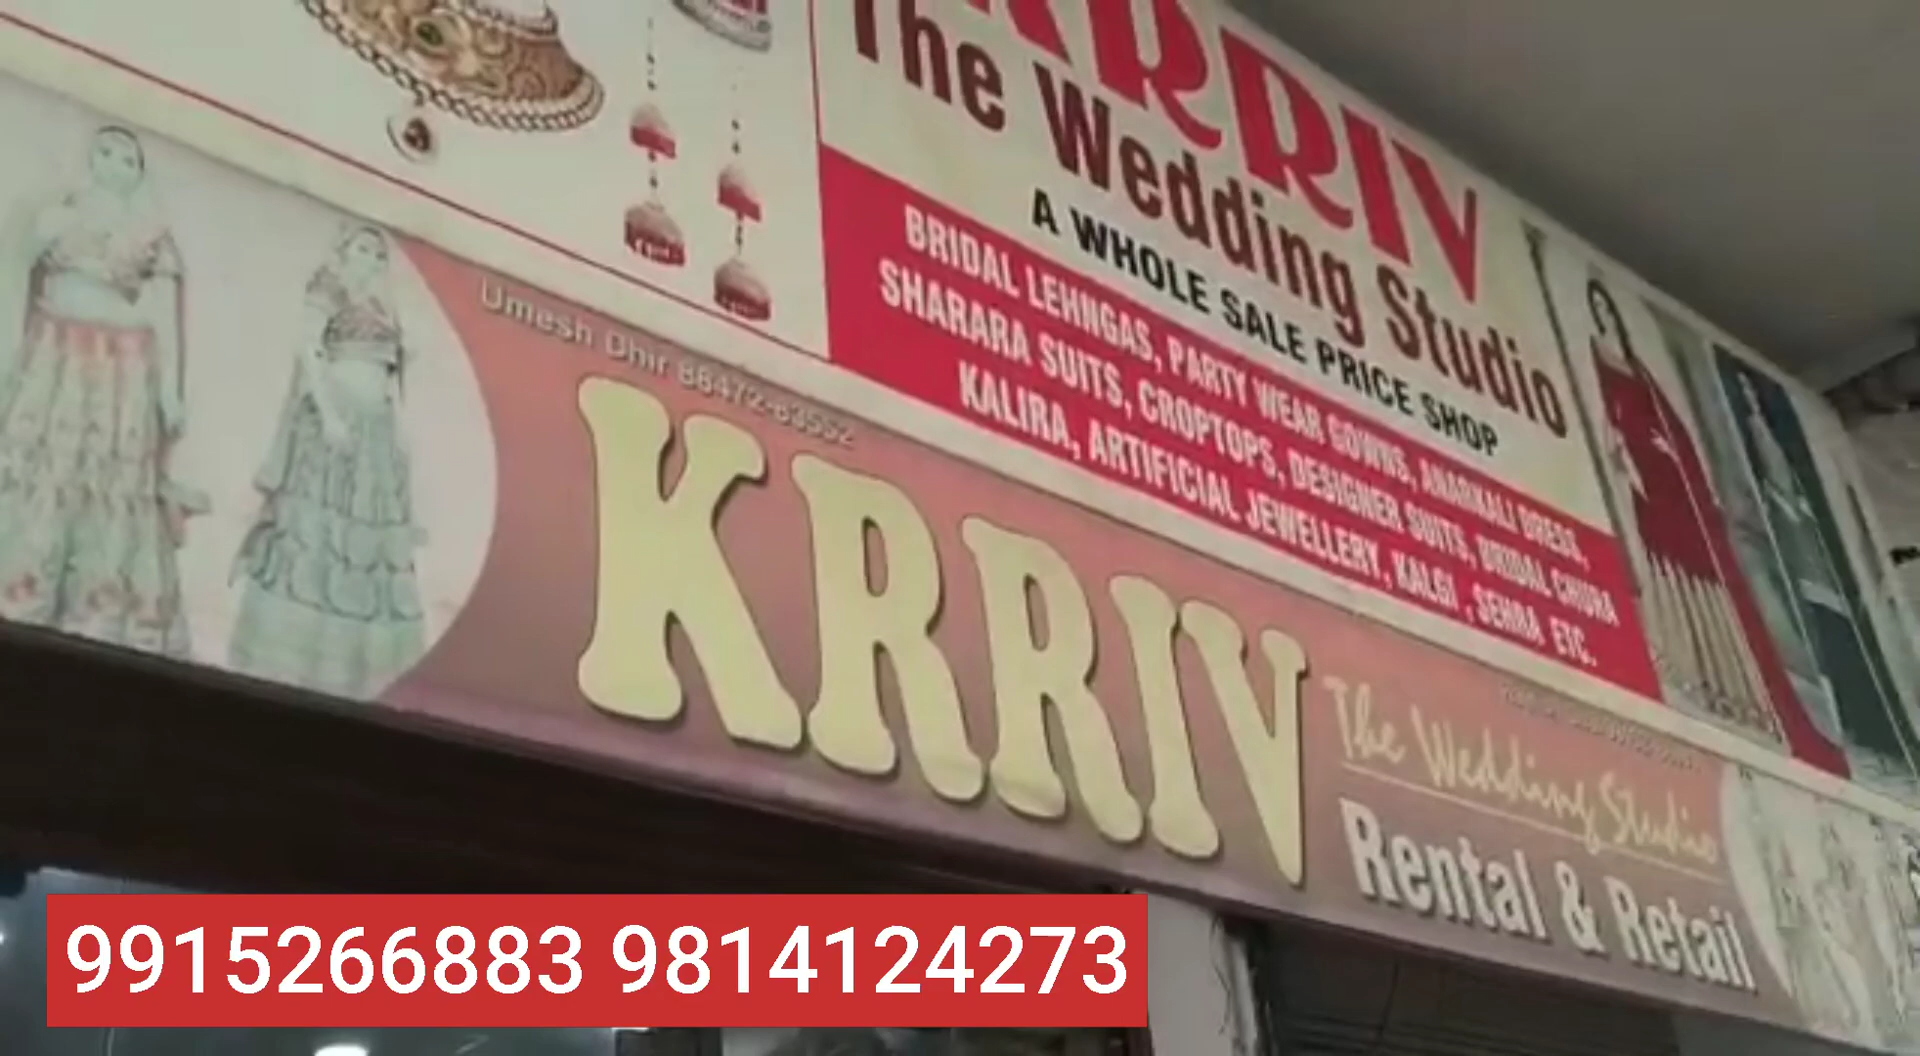 KRRIV
The Wedding Studio
A WHOLE SALE PRICE SHOP
BRIDAL LEHNGAS, PARTY WEAR GOWNS, ANARKALI DRESS,
SHARARA SUITS, CROPTOPS, DESIGNER SUITS, BRIDAL CHURA
KALIRA, ARTIFICIAL JEWELLERY, KALGI , SEHRA ETC.
Umesh Dhir
KRRIV
The Wedding Studio
Rental & Retail
9915266883 9814124273